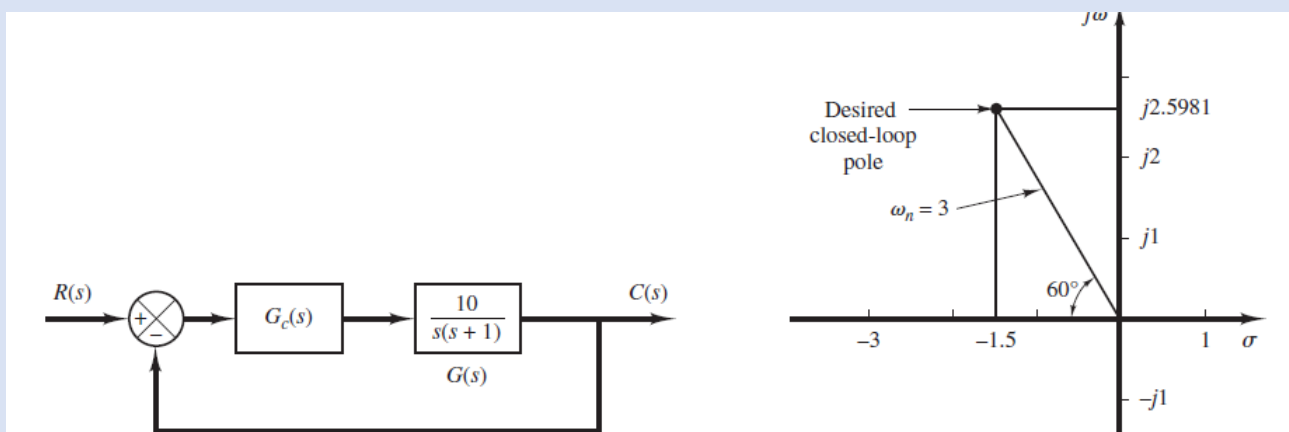 R(s)
+
−
G_c(s)
10
s(s + 1)
G(s)
C(s)
jω
Desired
closed-loop
pole
j2.5981
j2
ω_n = 3
j1
60°
−3
−1.5
1
σ
−j1